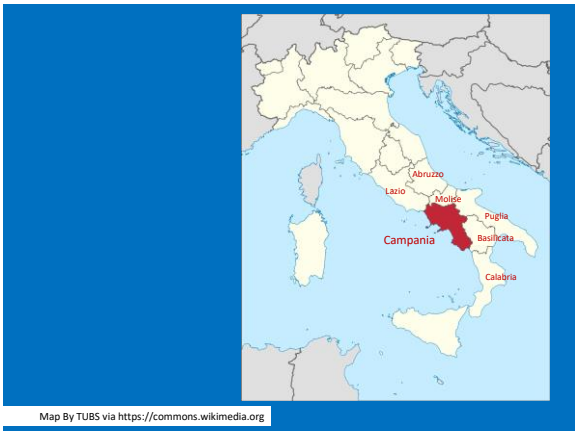 Abruzzo
Lazio
Molise
Puglia
Campania
Basilicata
Calabria
Map By TUBS via https://commons.wikimedia.org